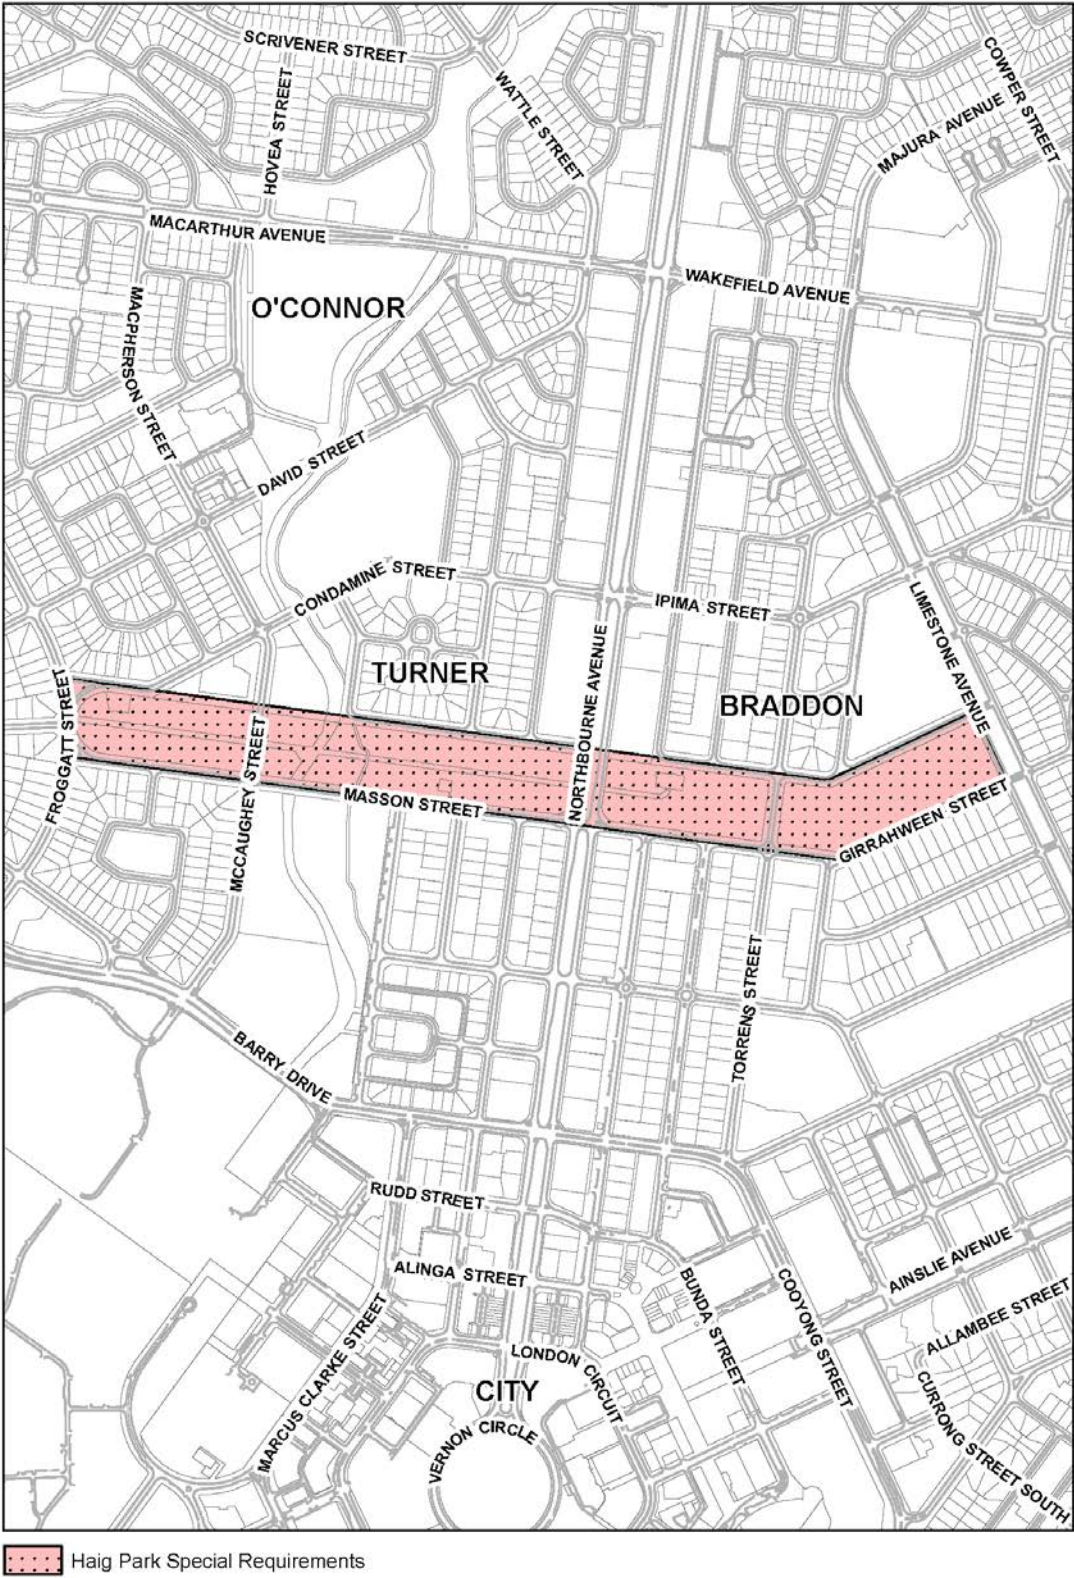 SCRIVENER STREET
COWPER STREET
HOVEA STREET
WATTLE STREET
MAJURA AVENUE
MACARTHUR AVENUE
WAKEFIELD AVENUE
O'CONNOR
MACPHERSON STREET
DAVID STREET
CONDAMINE STREET
IPIMA STREET
LIMESTONE AVENUE
TURNER
NORTHBOURNE AVENUE
BRADDON
FROGGATT STREET
MCCAUGHEY STREET
MASSON STREET
GIRRAHWEEN STREET
TORRENS STREET
BARRY DRIVE
RUDD STREET
ALINGA STREET
BUNDA STREET
COOYONG STREET
AINSLIE AVENUE
ALLAMBEE STREET
MARCUS CLARKE STREET
LONDON CIRCUIT
CITY
CURRONG STREET SOUTH
VERNON CIRCLE
Haig Park Special Requirements